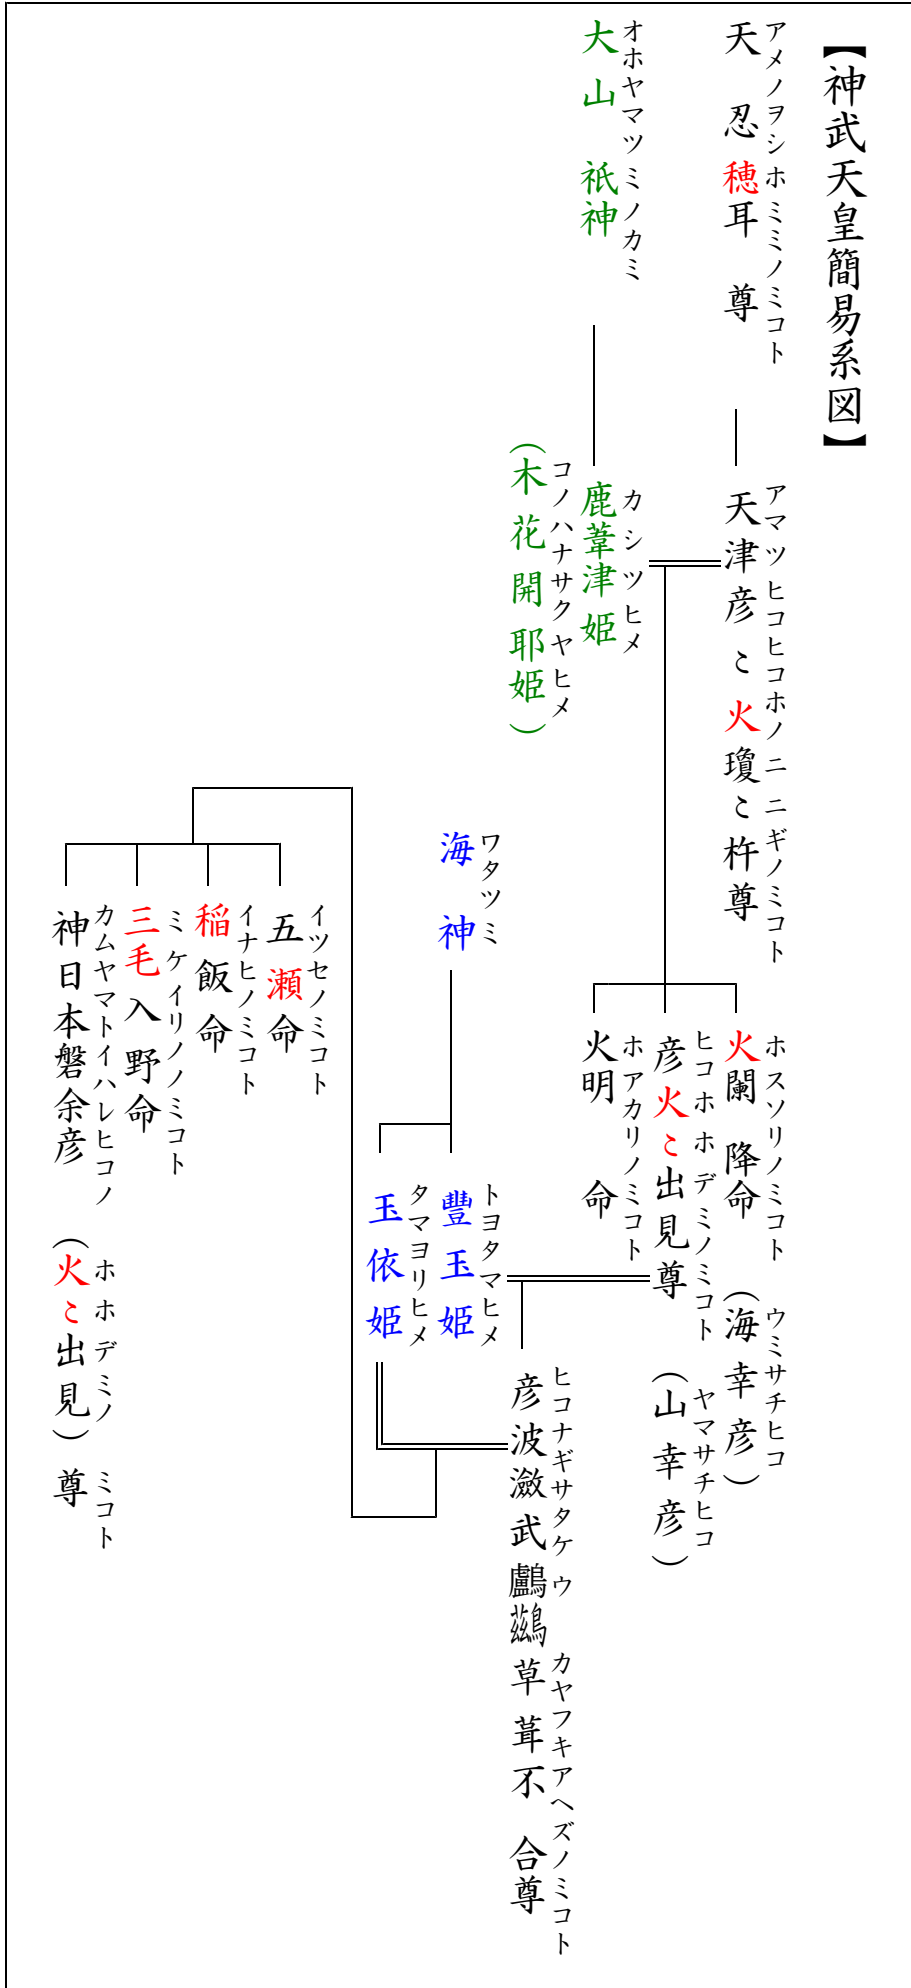 【神武天皇簡易系図】
アメノヲシホミミノミコト
天忍穂耳尊
アマツヒコヒコホノニニギノミコト
天津彦〻火瓊〻杵尊
ホスソリノミコト
火闌降命
ウミサチヒコ
（海幸彦）
ヒコホホデミノミコト
彦火〻出見尊
ヤマサチヒコ
（山幸彦）
ホアカリノミコト
火明命
オホヤマツミノカミ
大山祇神
カシツヒメ
鹿葦津姫
コノハナサクヤヒメ
（木花開耶姫）
ヒコナギサタケウカヤフキアヘズノミコト
彦波瀲武鸕鶿草葺不合尊
ワタツミ
海神
トヨタマヒメ
豐玉姫
タマヨリヒメ
玉依姫
イツセノミコト
五瀬命
イナヒノミコト
稲飯命
ミケイリノノミコト
三毛入野命
カムヤマトイハレヒコノホホデミノミコト
神日本磐余彦（火〻出見）尊